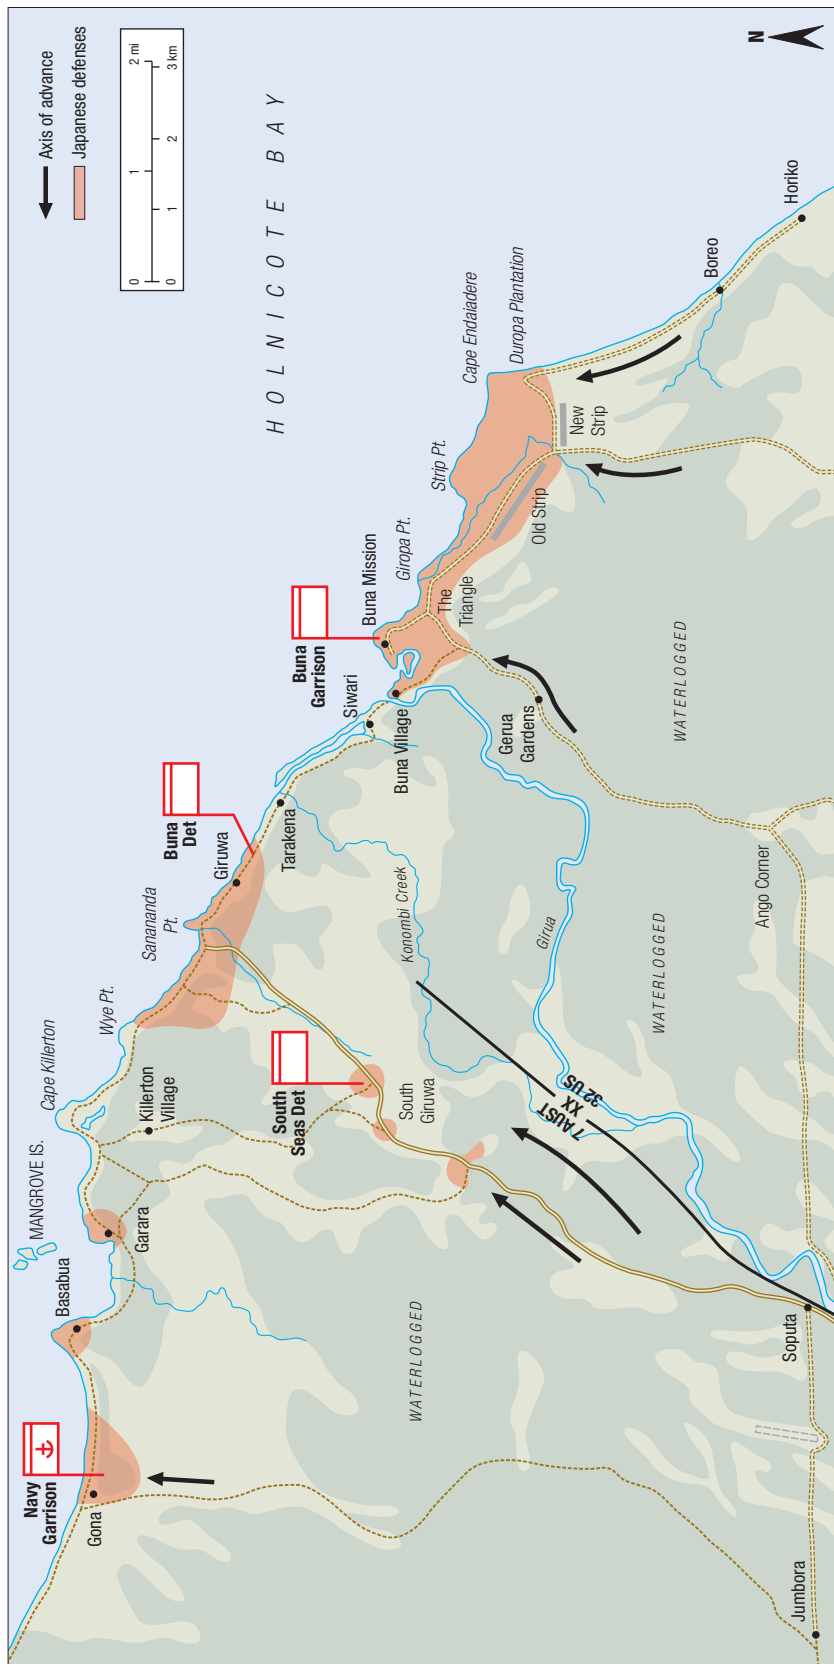 Axis of advance
Japanese defenses
0 1 2 mi
0 1 2 3 km
N
HOLNICOTE BAY
Navy
Garrison
Gona
Basabua
MANGROVE IS.
Garara
Cape Killerton
Killerton
Village
Wye Pt.
Sanananda
Pt.
Giruwa
Buna
Det
Tarakena
South
Seas Det
South
Giruwa
Konombi Creek
Siwari
Buna Village
Buna
Garrison
Buna Mission
Giropa Pt.
The
Triangle
Strip Pt.
Old Strip
New
Strip
Cape Endaiadere
Duropa Plantation
Boreo
Horiko
Gerua
Gardens
Girua
WATERLOGGED
WATERLOGGED
WATERLOGGED
7 AUST
XX
32 US
Ango Corner
Soputa
Jumbora